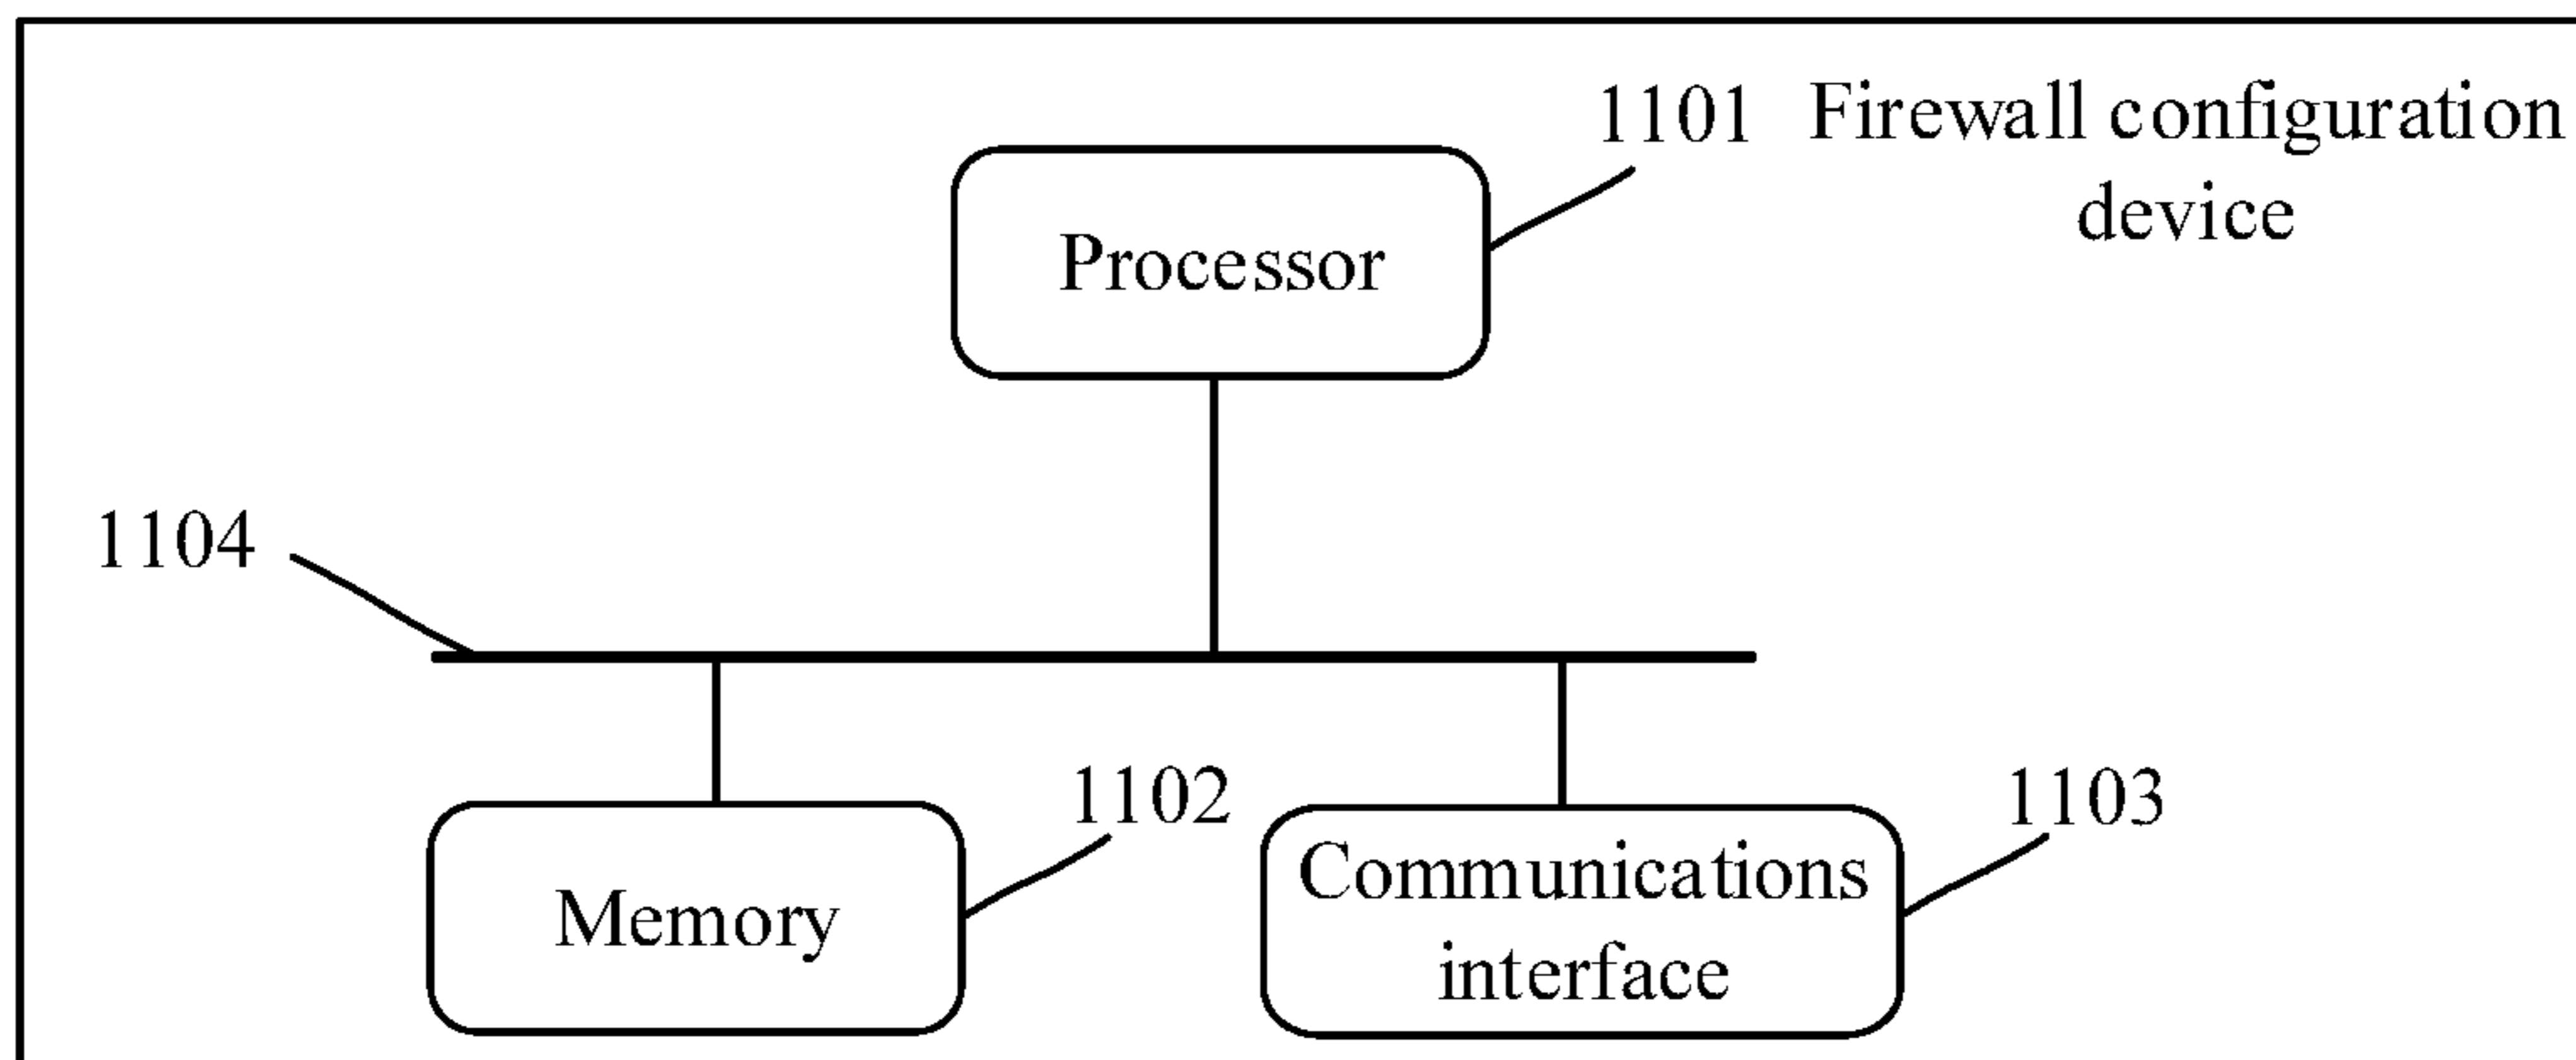 1101 Firewall configuration
device
Processor
1104
1102
1103
Memory
Communications
interface